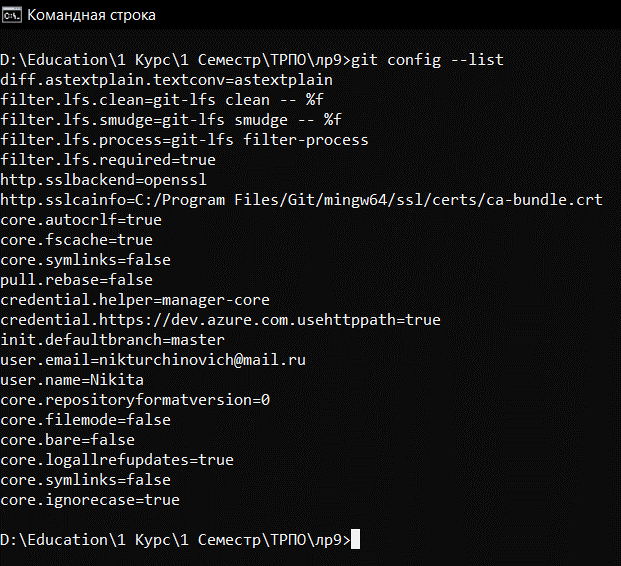 Командная строка
D:\Education\1 Курс\1 Семестр\ТРПО\лр9>git config --list
diff.astextplain.textconv=astextplain
filter.lfs.clean=git-lfs clean -- %f
filter.lfs.smudge=git-lfs smudge -- %f
filter.lfs.process=git-lfs filter-process
filter.lfs.required=true
http.sslbackend=openssl
http.sslcainfo=C:/Program Files/Git/mingw64/ssl/certs/ca-bundle.crt
core.autocrlf=true
core.fscache=true
core.symlinks=false
pull.rebase=false
credential.helper=manager-core
credential.https://dev.azure.com.usehttppath=true
init.defaultbranch=master
user.email=nikturchinovich@mail.ru
user.name=Nikita
core.repositoryformatversion=0
core.filemode=false
core.bare=false
core.logallrefupdates=true
core.symlinks=false
core.ignorecase=true
D:\Education\1 Курс\1 Семестр\ТРПО\лр9>